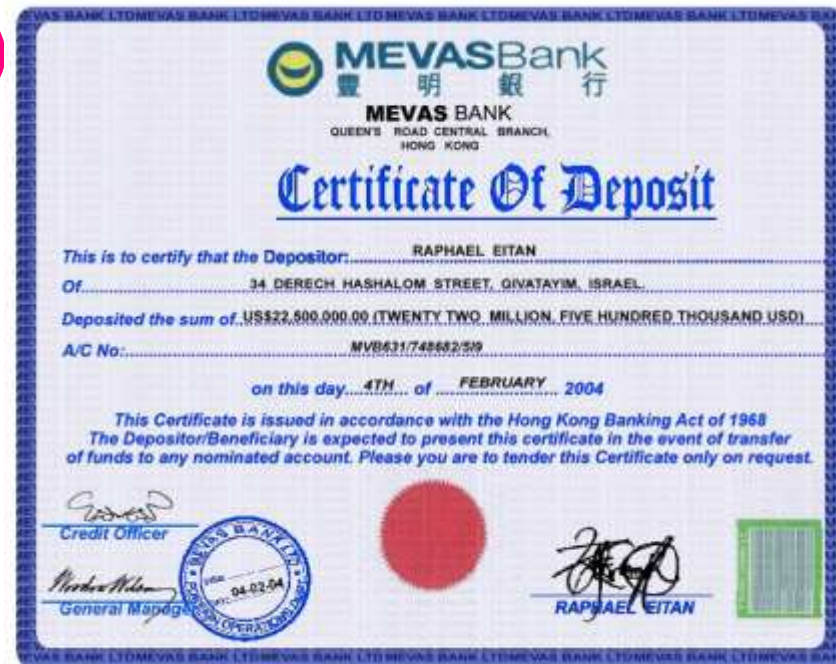 MEVAS BANK LTDMEVAS BANK LTDMEVAS BANK LTDMEVAS BANK LTDMEVAS BANK LTDMEVAS BA
MEVASBank
豐明銀行
MEVAS BANK
QUEEN'S ROAD CENTRAL BRANCH,
HONG KONG
Certificate Of Deposit
This is to certify that the Depositor: RAPHAEL EITAN
Of 34 DERECH HASHALOM STREET, GIVATAYIM, ISRAEL.
Deposited the sum of US$22,500,000.00 (TWENTY TWO MILLION, FIVE HUNDRED THOUSAND USD)
A/C No: MVB631/748682/5/9
on this day 4TH of FEBRUARY 2004
This Certificate is issued in accordance with the Hong Kong Banking Act of 1968
The Depositor/Beneficiary is expected to present this certificate in the event of transfer
of funds to any nominated account. Please you are to tender this Certificate only on request.
Credit Officer
General Manager
MEVAS BANK LTD
04-02-04
FOREIGN OPERATIONS DEPT
RAPHAEL EITAN